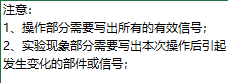 注意：
1、操作部分需要写出所有的有效信号；
2、实验现象部分需要写出本次操作后引起
发生变化的部件或信号；